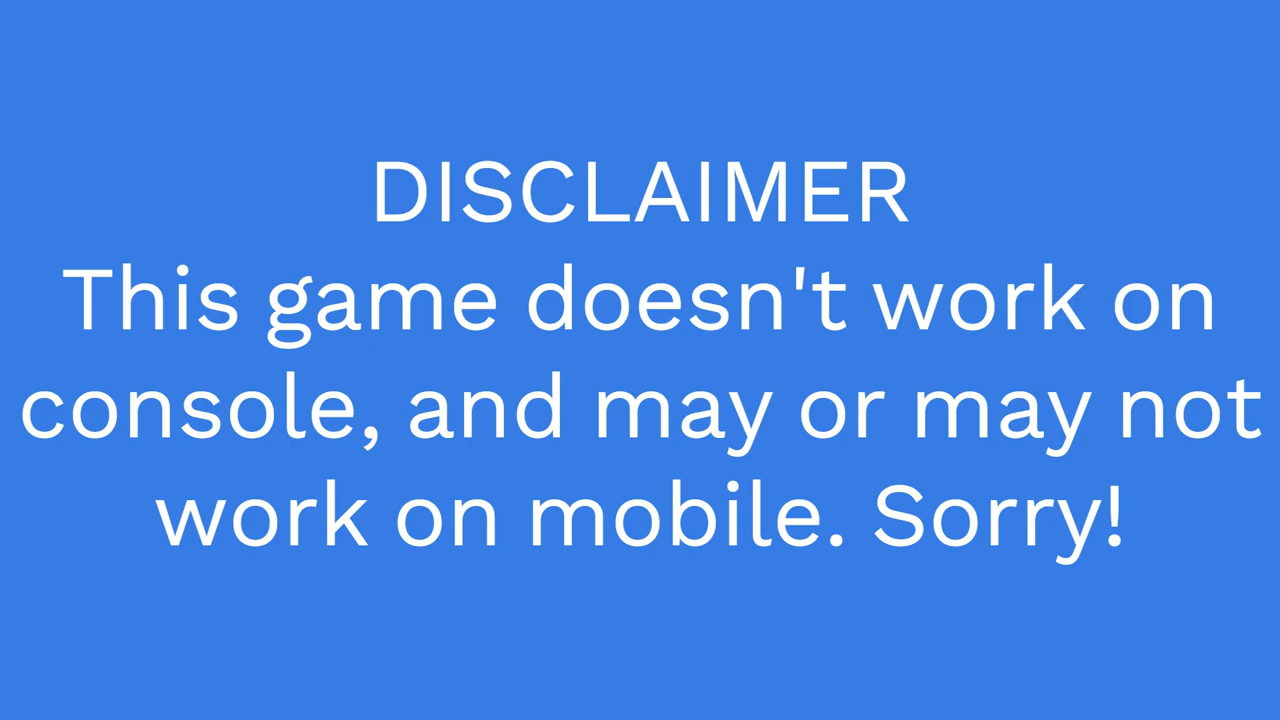 DISCLAIMER
This game doesn't work on
console, and may or may not
work on mobile. Sorry!